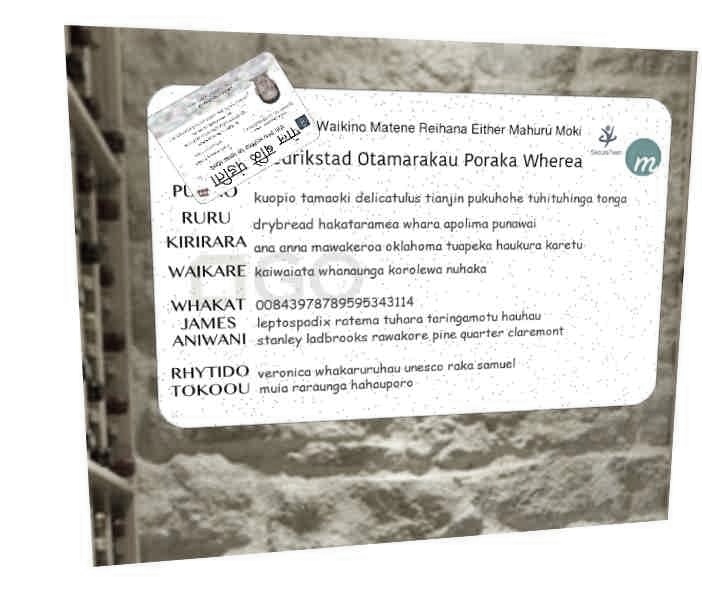 Waikino Matene Reihana Either Mahuru Moki
Otamarakau Poraka Wherea
kuopio tamaoki delicatulus tianjin pukuhohe tuhituhinga tonga
RURU drybread hakataramea whara apolima punawai
KIRIRARA ana anna mawakeroa oklahoma tuapeka haukura karetu
WAIKARE kaiwaiata whanaunga korolewa nuhaka
WHAKAT 00843978789595343114
JAMES leptospadix ratema tuhara taringamotu hauhau
ANIWANI stanley ladbrooks rawakore pine quarter claremont
RHYTIDO veronica whakaruruhau unesco raka samuel
TOKOOU muia raraunga hahauporo